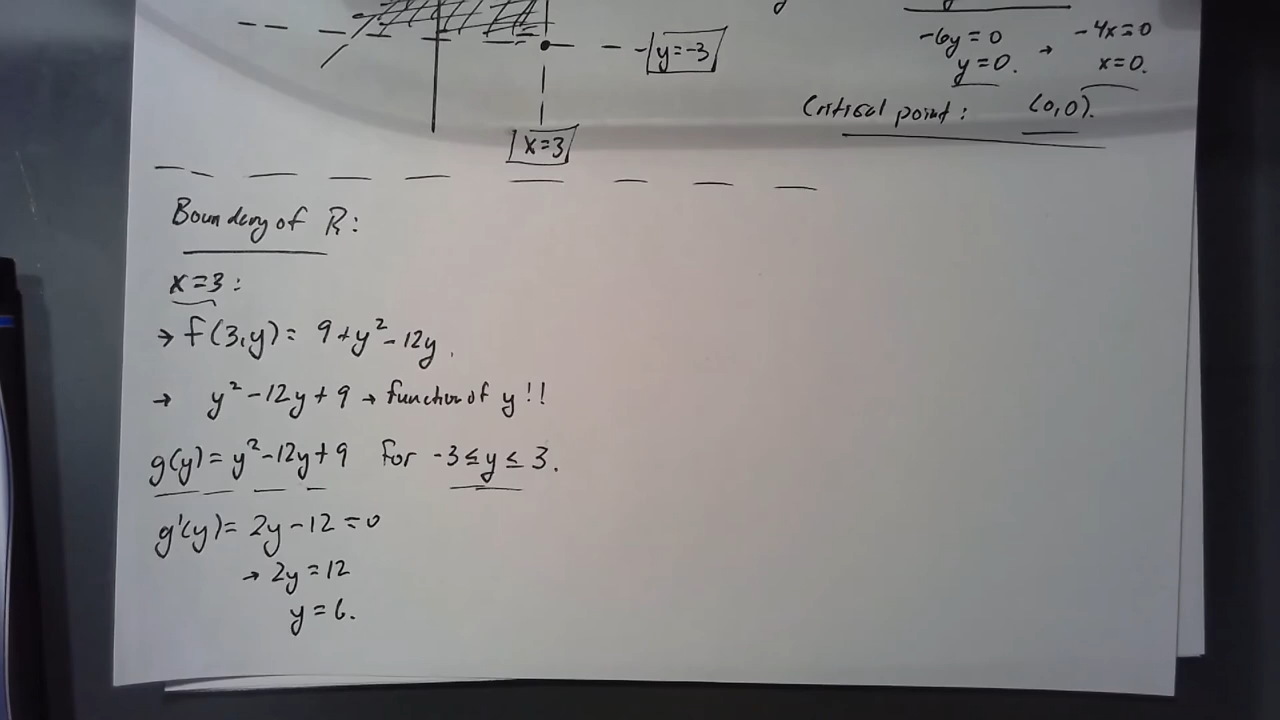 y=-3
x=3
-6y=0 → -4x=0
y=0. x=0.
Critical point: (0,0).
Boundary of R:
x=3:
→ f(3,y)= 9+y²-12y.
→ y²-12y+9 → function of y!!
g(y)=y²-12y+9 for -3≤y≤3.
g'(y)= 2y-12=0
→ 2y=12
y=6.